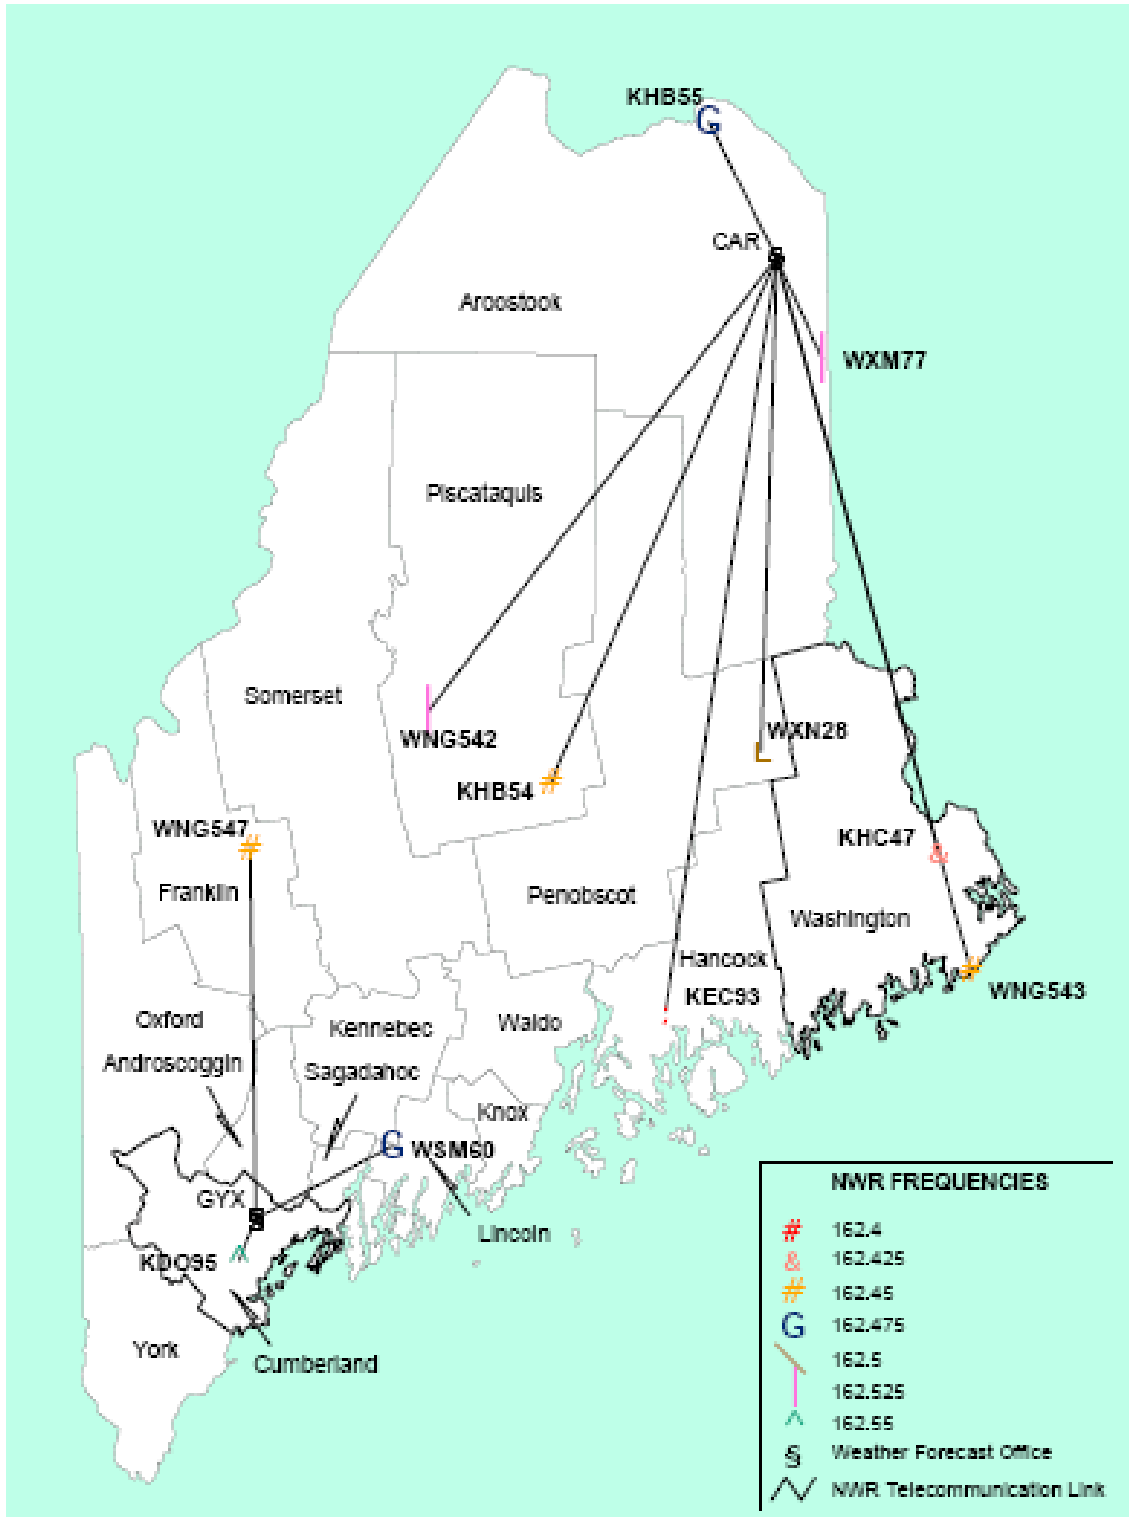 KHB55
CAR
Aroostook
WXM77
Piscataquis
Somerset
WXN28
WNG542
KHB54
WNG547
KHC47
Franklin
Penobscot
Washington
Hancock
KEC93
WNG543
Oxford
Kennebec
Waldo
Androscoggin
Sagadahoc
Knox
WSM60
GYX
Lincoln
KDO95
York
Cumberland
NWR FREQUENCIES
# 162.4
& 162.425
# 162.45
G 162.475
162.5
162.525
^ 162.55
§ Weather Forecast Office
NWR Telecommunication Link